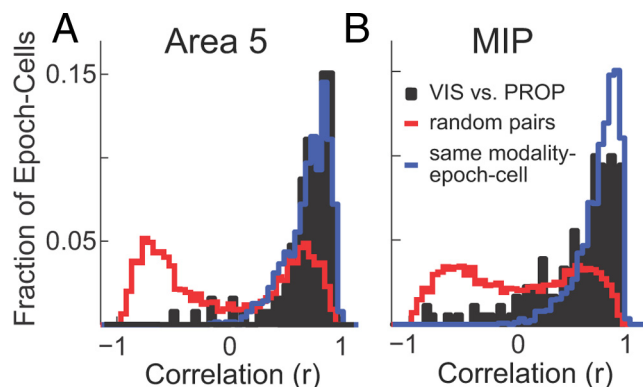 A
Area 5
B
MIP
Fraction of Epoch-Cells
0.15
0.05
VIS vs. PROP
random pairs
same modality-
epoch-cell
−1
0
1
−1
0
1
Correlation (r)
Correlation (r)